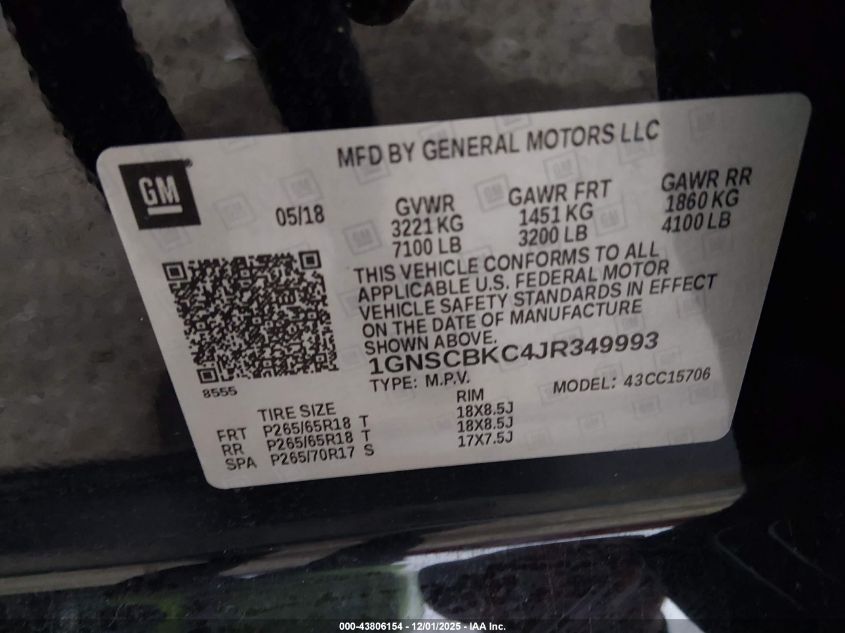 MFD BY GENERAL MOTORS LLC
GM
05/18
GVWR
3221 KG
7100 LB
GAWR FRT
1451 KG
3200 LB
GAWR RR
1860 KG
4100 LB
THIS VEHICLE CONFORMS TO ALL
APPLICABLE U.S. FEDERAL MOTOR
VEHICLE SAFETY STANDARDS IN EFFECT
ON THE DATE OF MANUFACTURE
SHOWN ABOVE.
1GNSCBKC4JR349993
TYPE: M.P.V. MODEL: 43CC15706
8555
TIRE SIZE RIM
FRT P265/65R18 T 18X8.5J
RR P265/65R18 T 18X8.5J
SPA P265/70R17 S 17X7.5J
000-43806154 - 12/01/2025 - IAA Inc.